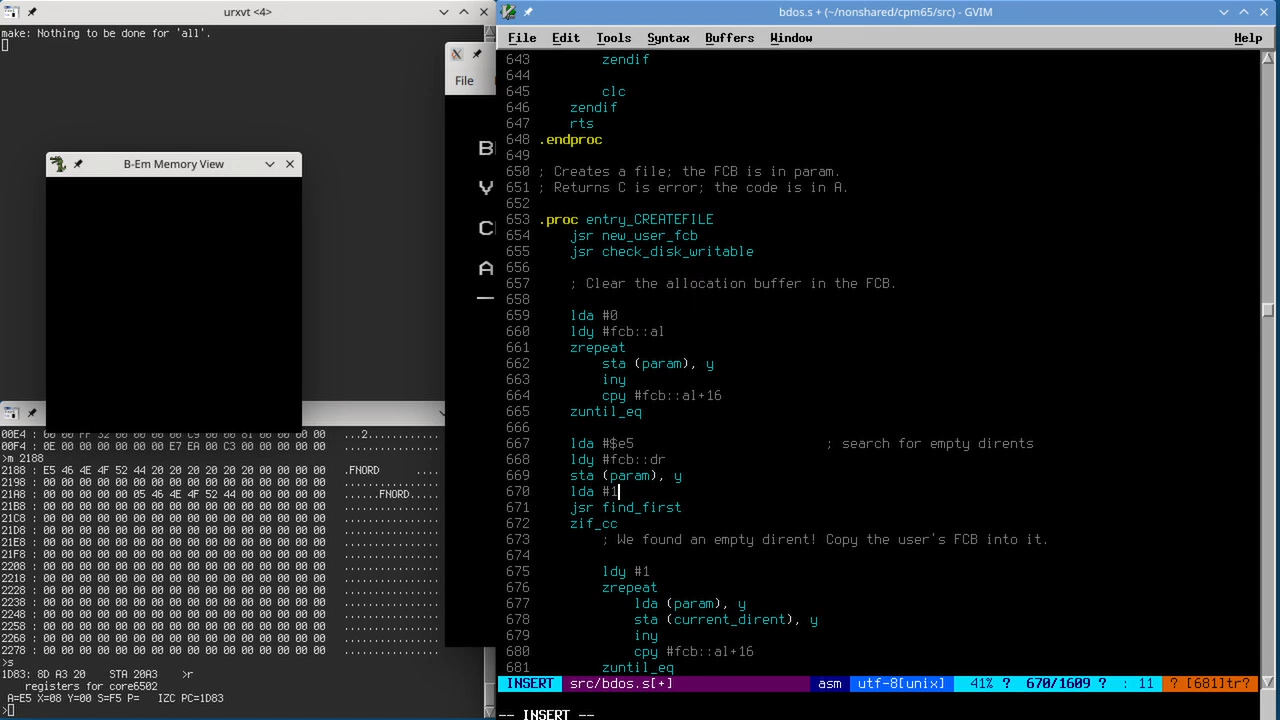 urxvt <4>
make: Nothing to be done for 'all'.
B-Em Memory View
File
B
Y
C
A
00E4 : 00 00 FF 32 00 00 00 00 C9 00 00 81 00 00 60 00 ...2............
00F4 : 0E 00 00 00 00 00 E7 EA 00 C3 00 00 00 00 00 00
>m 2188
2188 : E5 46 4E 4F 52 44 20 20 20 20 20 20 00 00 00 00 .FNORD      ....
2198 : 00 00 00 00 00 00 00 00 00 00 00 00 00 00 00 00 ................
21A8 : 00 00 00 00 00 05 46 4E 4F 52 44 00 00 00 00 00 ......FNORD.....
21B8 : 00 00 00 00 00 00 00 00 00 00 00 00 00 00 00 00 ................
21C8 : 00 00 00 00 00 00 00 00 00 00 00 00 00 00 00 00 ................
21D8 : 00 00 00 00 00 00 00 00 00 00 00 00 00 00 00 00 ................
21E8 : 00 00 00 00 00 00 00 00 00 00 00 00 00 00 00 00 ................
21F8 : 00 00 00 00 00 00 00 00 00 00 00 00 00 00 00 00 ................
2208 : 00 00 00 00 00 00 00 00 00 00 00 00 00 00 00 00 ................
2218 : 00 00 00 00 00 00 00 00 00 00 00 00 00 00 00 00 ................
2228 : 00 00 00 00 00 00 00 00 00 00 00 00 00 00 00 00 ................
2238 : 00 00 00 00 00 00 00 00 00 00 00 00 00 00 00 00 ................
2248 : 00 00 00 00 00 00 00 00 00 00 00 00 00 00 00 00 ................
2258 : 00 00 00 00 00 00 00 00 00 00 00 00 00 00 00 00 ................
2268 : 00 00 00 00 00 00 00 00 00 00 00 00 00 00 00 00 ................
2278 : 00 00 00 00 00 00 00 00 00 00 00 00 00 00 00 00 ................
>s
1D83: 8D A3 20    STA 20A3     >r
    registers for core6502
 A=E5 X=08 Y=00 S=F5 P=   IZC PC=1D83
>
bdos.s + (~/nonshared/cpm65/src) - GVIM
File Edit Tools Syntax Buffers Window Help
643         zendif
644
645         clc
646     zendif
647     rts
648 .endproc
649
650 ; Creates a file; the FCB is in param.
651 ; Returns C is error; the code is in A.
652
653 .proc entry_CREATEFILE
654     jsr new_user_fcb
655     jsr check_disk_writable
656
657     ; Clear the allocation buffer in the FCB.
658
659     lda #0
660     ldy #fcb::al
661     zrepeat
662         sta (param), y
663         iny
664         cpy #fcb::al+16
665     zuntil_eq
666
667     lda #$e5                        ; search for empty dirents
668     ldy #fcb::dr
669     sta (param), y
670     lda #1
671     jsr find_first
672     zif_cc
673         ; We found an empty dirent! Copy the user's FCB into it.
674
675         ldy #1
676         zrepeat
677             lda (param), y
678             sta (current_dirent), y
679             iny
680             cpy #fcb::al+16
681         zuntil_eq
INSERT src/bdos.s[+] asm utf-8[unix] 41% ? 670/1609 ? : 11 ? [681]tr?
-- INSERT --